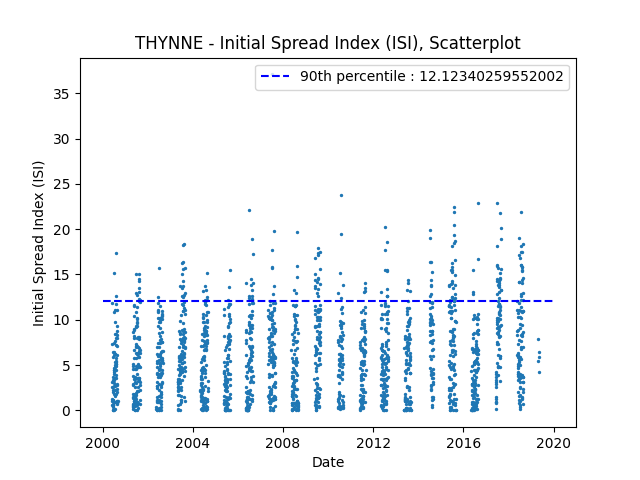 THYNNE - Initial Spread Index (ISI), Scatterplot
90th percentile : 12.12340259552002
35
30
25
20
15
10
5
0
Initial Spread Index (ISI)
2000 2004 2008 2012 2016 2020
Date